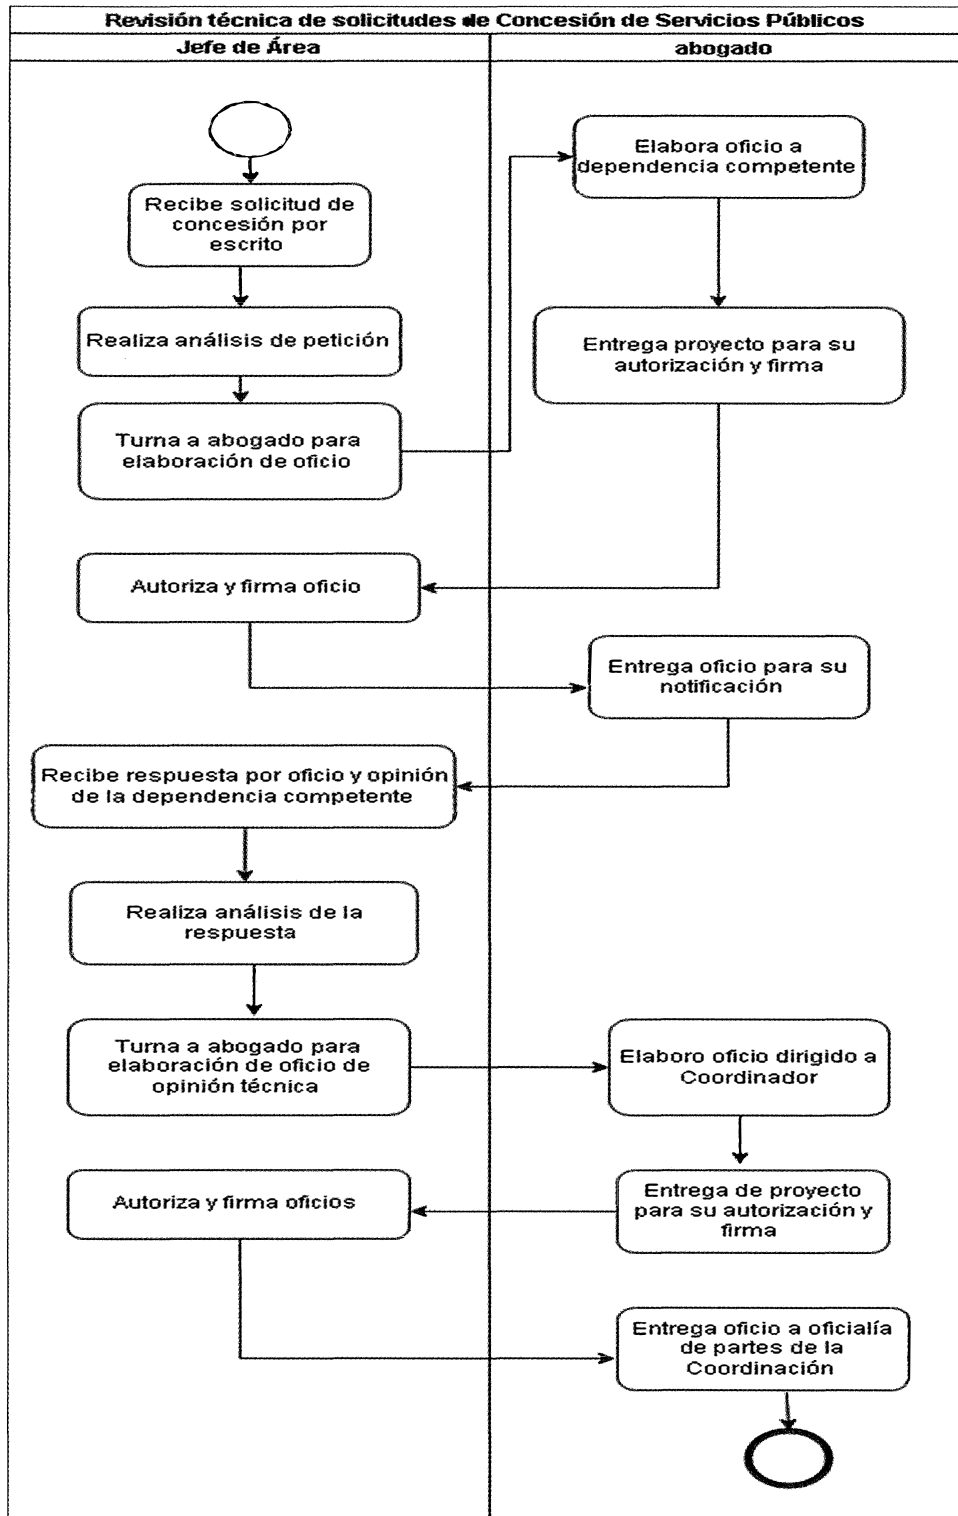 Revisión técnica de solicitudes de Concesión de Servicios Públicos
Jefe de Área
abogado
Recibe solicitud de
concesión por
escrito
Realiza análisis de petición
Turna a abogado para
elaboración de oficio
Elabora oficio a
dependencia competente
Entrega proyecto para su
autorización y firma
Autoriza y firma oficio
Entrega oficio para su
notificación
Recibe respuesta por oficio y opinión
de la dependencia competente
Realiza análisis de la
respuesta
Turna a abogado para
elaboración de oficio de
opinión técnica
Elaboro oficio dirigido a
Coordinador
Entrega de proyecto
para su autorización y
firma
Autoriza y firma oficios
Entrega oficio a oficialía
de partes de la
Coordinación